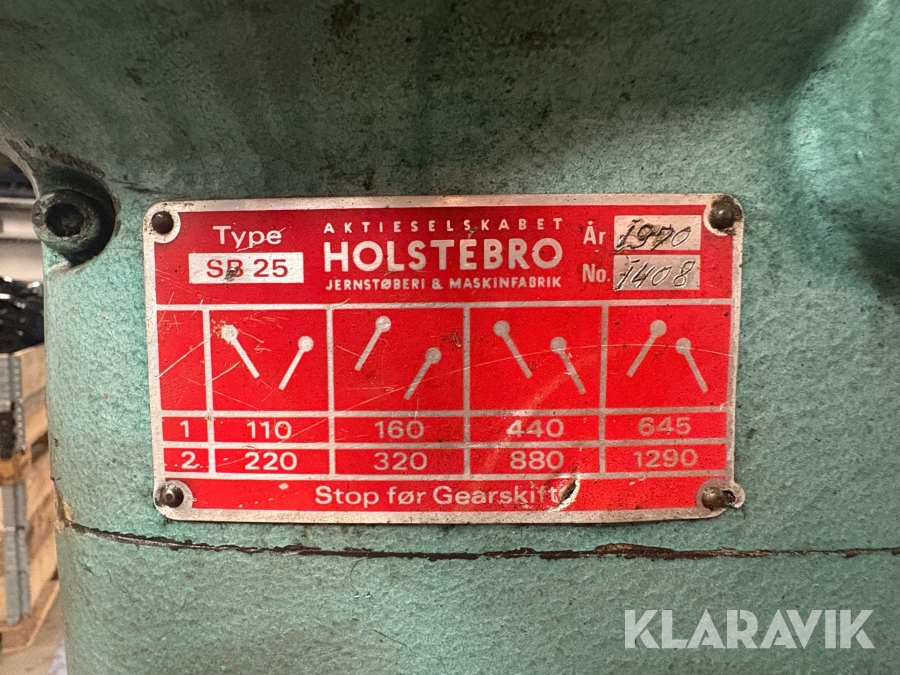 Type
SB 25
AKTIESELSKABET
HOLSTEBRO
JERNSTØBERI & MASKINFABRIK
År 1970
No. 1408
1 110 160 440 645
2 220 320 880 1290
Stop før Gearskift
KLARAVIK